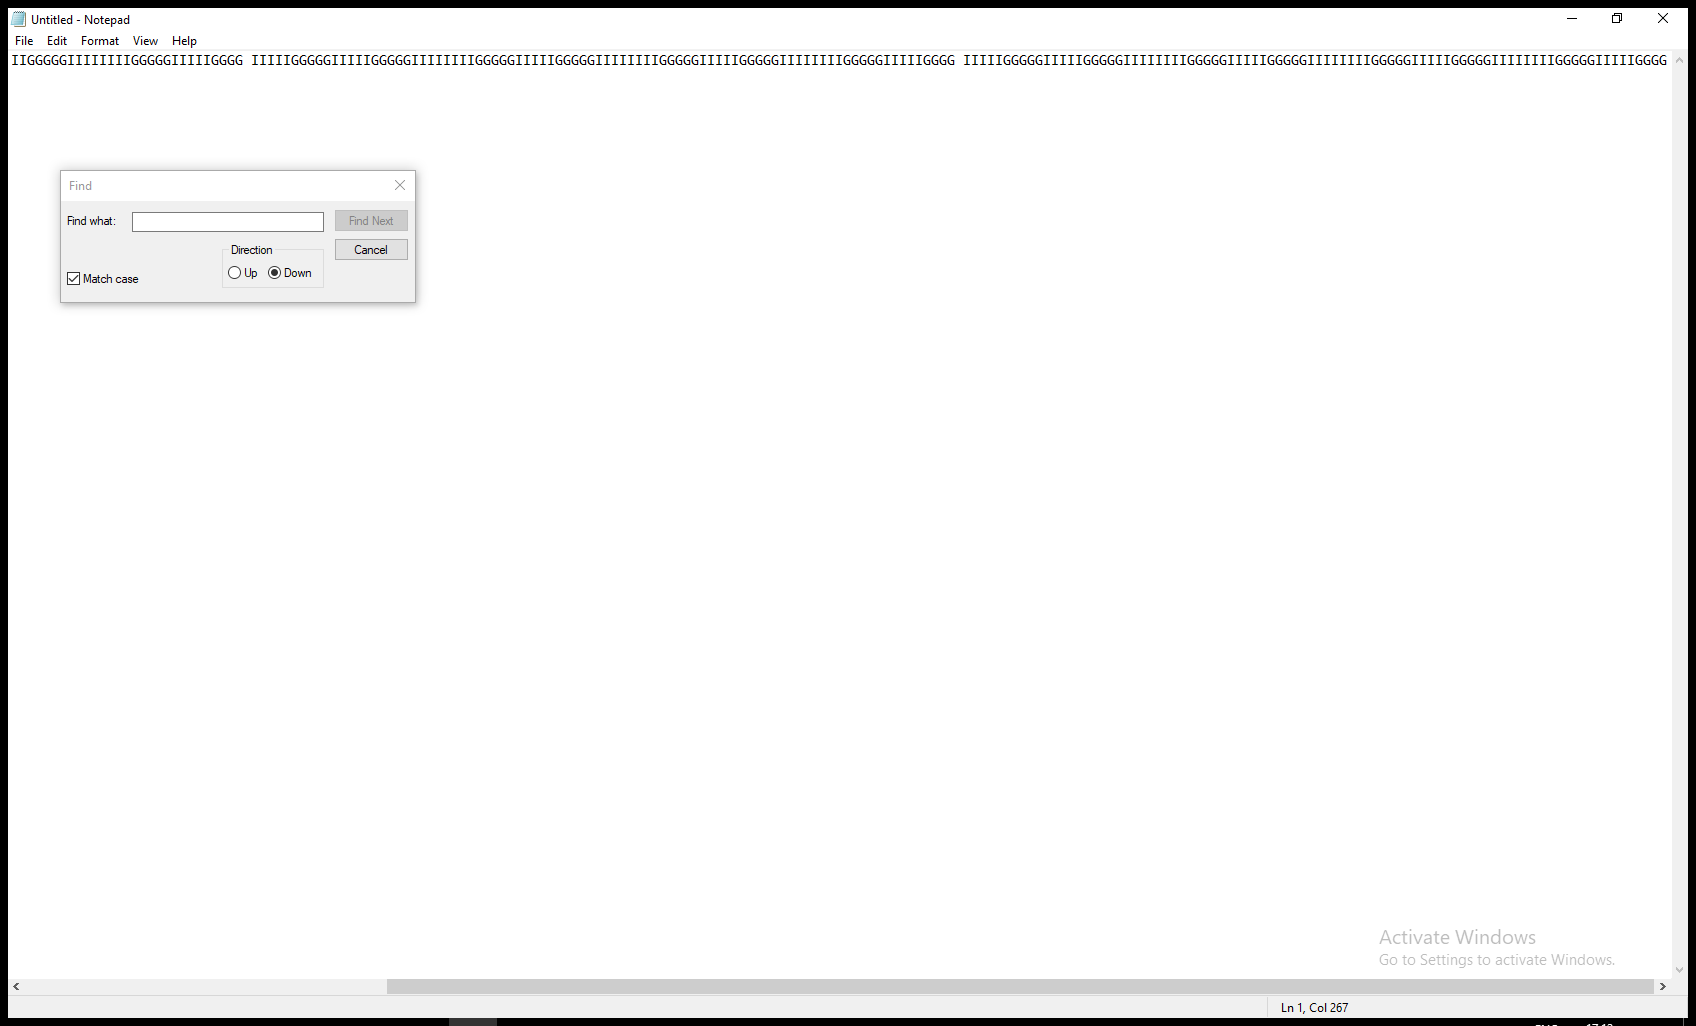 Untitled - Notepad
File Edit Format View Help
IIGGGGGIIIIIIIIGGGGGIIIIIGGGG IIIIIGGGGGIIIIIGGGGGIIIIIIIIGGGGGIIIIIGGGGGIIIIIIIIGGGGGIIIIIGGGGGIIIIIIIIGGGGGIIIIIGGGG IIIIIGGGGGIIIIIGGGGGIIIIIIIIGGGGGIIIIIGGGGGIIIIIIIIGGGGGIIIIIGGGGGIIIIIIIIGGGGGIIIIIGGGG
Find
Find what:
Find Next
Direction
Cancel
Up Down
Match case
Activate Windows
Go to Settings to activate Windows.
Ln 1, Col 267